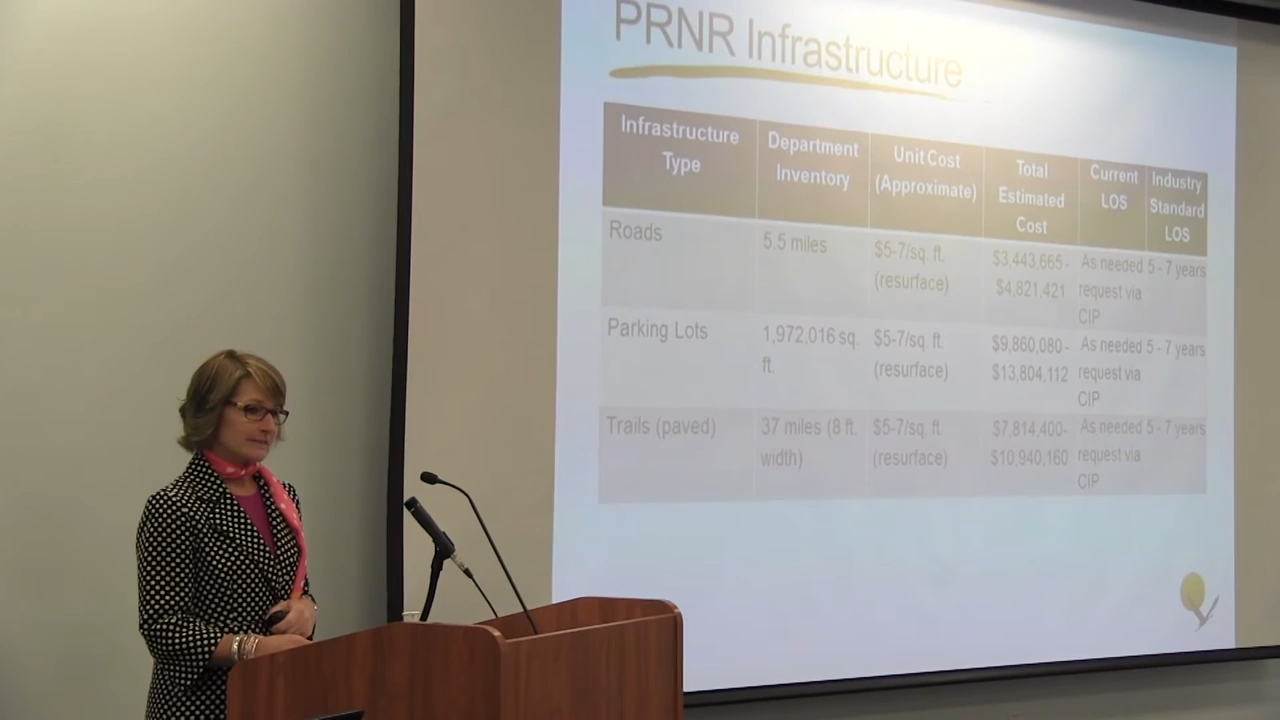 PRNR Infrastructure
Infrastructure
Type
Department
Inventory
Unit Cost
(Approximate)
Total
Estimated
Cost
Current
LOS
Industry
Standard
LOS
Roads
5.5 miles
$5-7/sq. ft.
(resurface)
$3,443,665-
$4,821,421
As needed
request via
CIP
5 - 7 years
Parking Lots
1,972,016 sq.
ft.
$5-7/sq. ft.
(resurface)
$9,860,080-
$13,804,112
As needed
request via
CIP
5 - 7 years
Trails (paved)
37 miles (8 ft.
width)
$5-7/sq. ft.
(resurface)
$7,814,400-
$10,940,160
As needed
request via
CIP
5 - 7 years